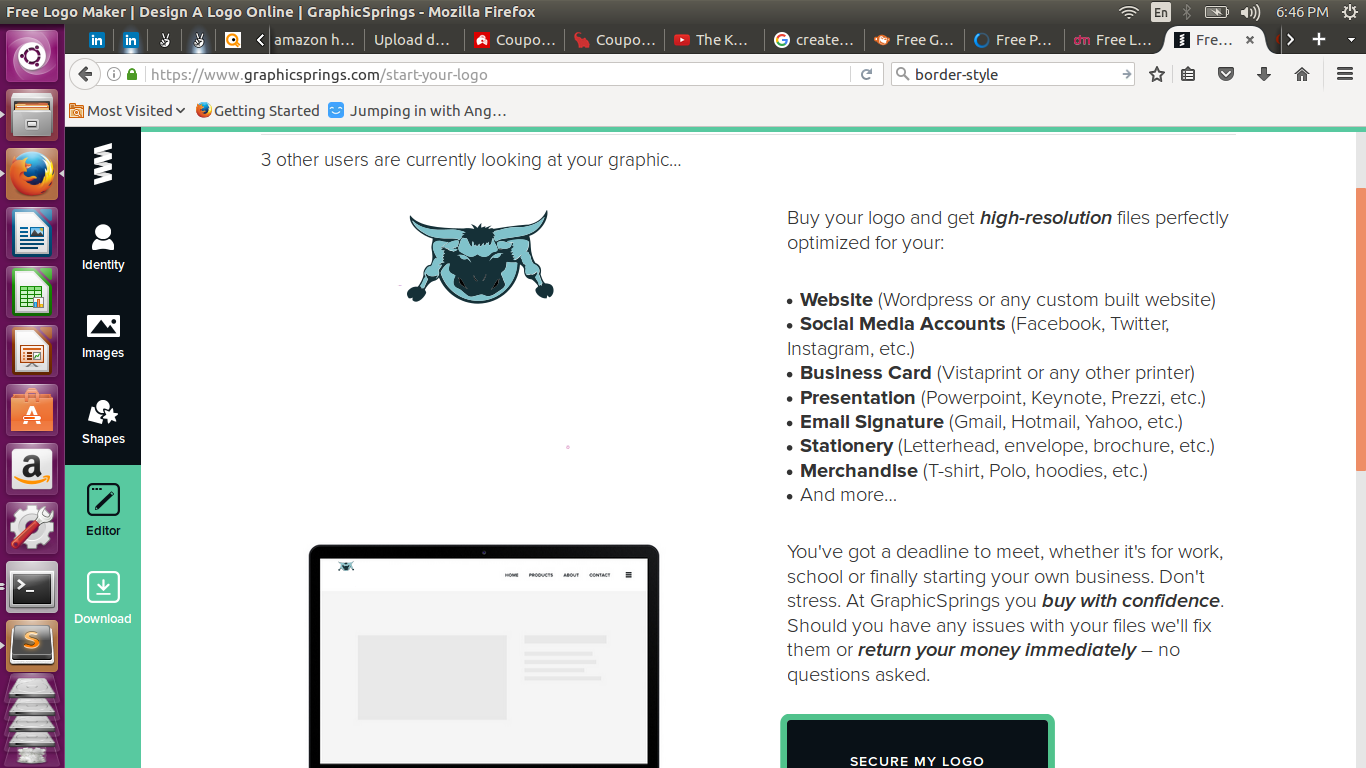 Free Logo Maker | Design A Logo Online | GraphicSprings - Mozilla Firefox
En
6:46 PM
amazon h...
Upload d...
Coupo...
Coupo...
The K...
create...
Free G...
Free P...
Free L...
Fre...
https://www.graphicsprings.com/start-your-logo
border-style
Most Visited
Getting Started
Jumping in with Ang...
Identity
Images
Shapes
Editor
Download
3 other users are currently looking at your graphic...
Buy your logo and get high-resolution files perfectly
optimized for your:
• Website (Wordpress or any custom built website)
• Social Media Accounts (Facebook, Twitter,
Instagram, etc.)
• Business Card (Vistaprint or any other printer)
• Presentation (Powerpoint, Keynote, Prezzi, etc.)
• Email Signature (Gmail, Hotmail, Yahoo, etc.)
• Stationery (Letterhead, envelope, brochure, etc.)
• Merchandise (T-shirt, Polo, hoodies, etc.)
• And more...
HOME PRODUCTS ABOUT CONTACT
You've got a deadline to meet, whether it's for work,
school or finally starting your own business. Don't
stress. At GraphicSprings you buy with confidence.
Should you have any issues with your files we'll fix
them or return your money immediately – no
questions asked.
SECURE MY LOGO